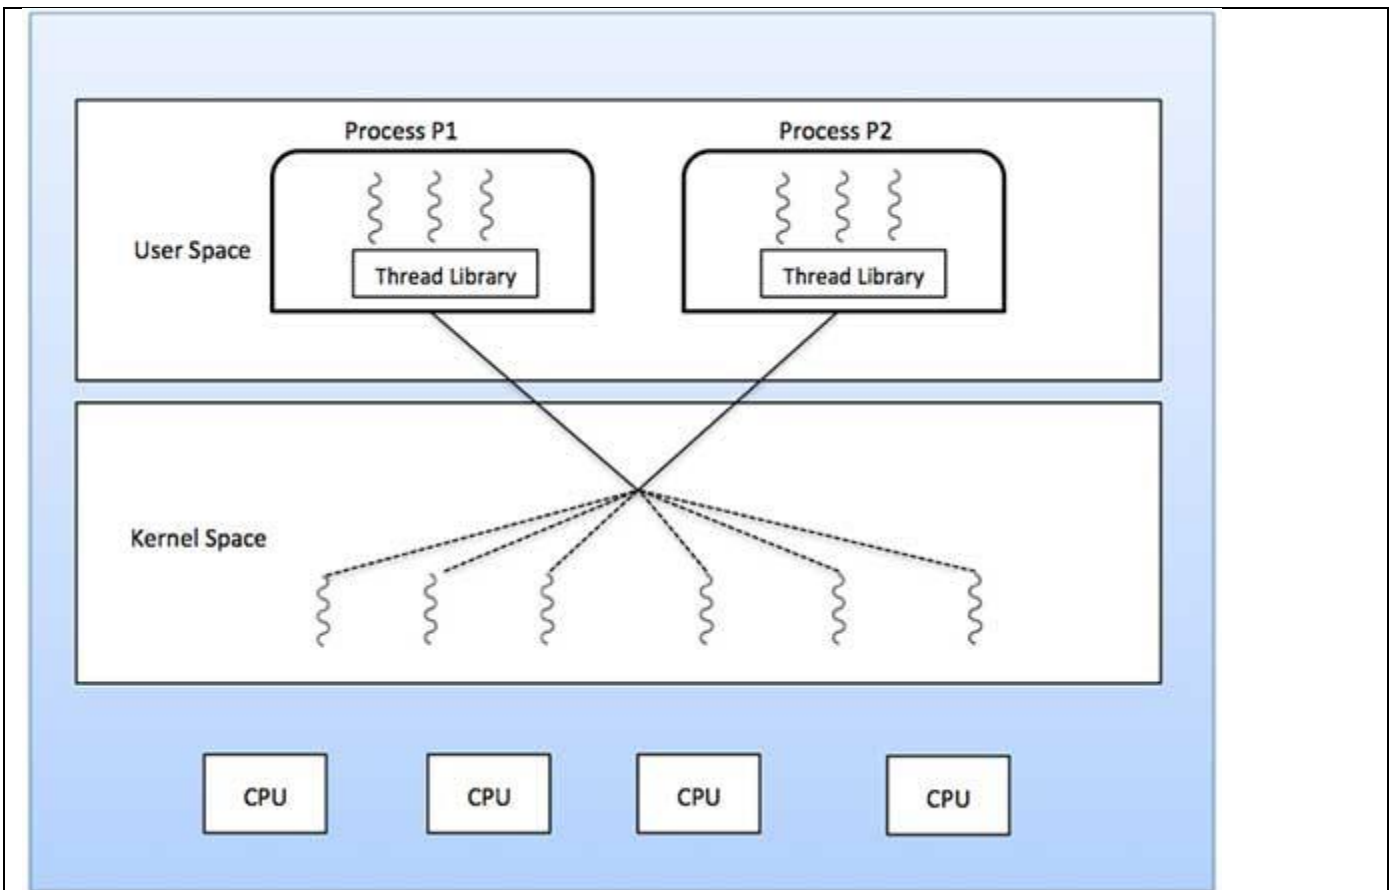 Process P1
Process P2
User Space
Thread Library
Thread Library
Kernel Space
CPU
CPU
CPU
CPU